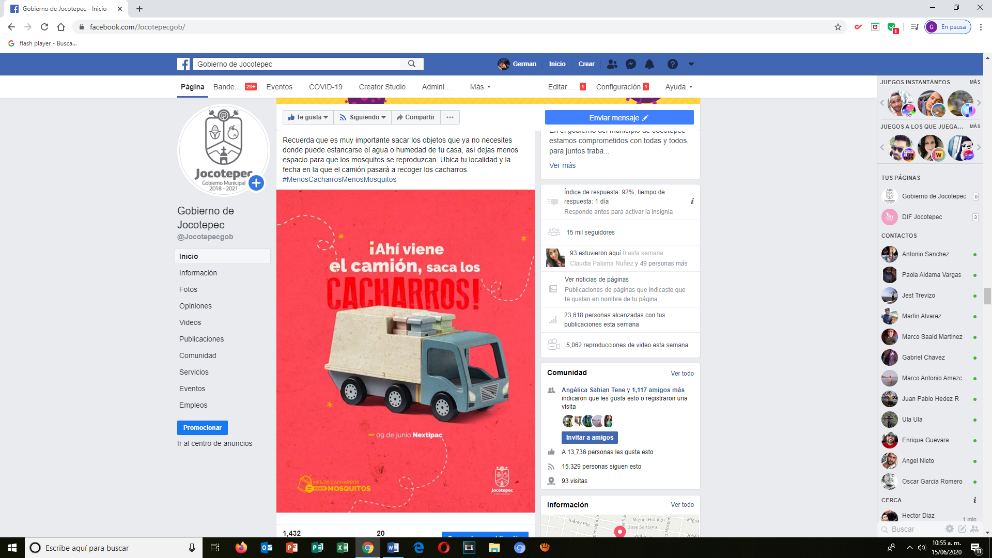 Gobierno de Jocotepec - Inicio
facebook.com/Jocotepecgob/
En pausa
flash player - Busca...
Gobierno de Jocotepec
German
Inicio
Crear
Página
Bande...
29+
Eventos
COVID-19
Creator Studio
Admini...
Más
Editar ...
1
Configuración
1
Ayuda
Te gusta
Siguiendo
Compartir
Enviar mensaje
Jocotepec
Gobierno Municipal
2018 - 2021
Gobierno de
Jocotepec
@Jocotepecgob
Inicio
Información
Fotos
Opiniones
Videos
Publicaciones
Comunidad
Servicios
Eventos
Empleos
Promocionar
Ir al centro de anuncios
Recuerda que es muy importante sacar los objetos que ya no necesites
donde puede estancarse el agua o humedad de tu casa, así dejas menos
espacio para que los mosquitos se reproduzcan. Ubica tu localidad y la
fecha en la que el camión pasará a recoger los cacharros
#MenosCacharrosMenosMosquitos
¡Ahí viene
el camión, saca los
CACHARROS!
09 de junio Nextipac
MENOS CACHARROS
MENOS MOSQUITOS
Jocotepec
1,432
20
En el gobierno del municipio de Jocotepec
estamos comprometidos con todas y todos,
para juntos traba...
Ver más
Índice de respuesta: 92%, tiempo de
respuesta: 1 día
Responde antes para activar la insignia
15 mil seguidores
93 estuvieron aquí 0 esta semana
Claudia Paloma Nuñez y 49 personas más
Ver noticias de páginas
Publicaciones de páginas que indicaste que
te gustan en nombre de tu página
23,618 personas alcanzadas con tus
publicaciones esta semana
5,062 reproducciones de video esta semana
Comunidad
Ver todo
Angélica Sahian Tene y 1,117 amigos más
indicaron que les gusta esto o registraron una
visita
Invitar a amigos
A 13,736 personas les gusta esto
15,329 personas siguen esto
93 visitas
Información
Ver todo
JUEGOS INSTANTÁNEOS
MÁS
JUEGOS A LOS QUE JUEGA...
MÁS
TUS PÁGINAS
Gobierno de Jocotepec
DIF Jocotepec
3
CONTACTOS
Antonio Sanchez
Paola Aldama Vargas
Jest Trevizo
Martin Alvarez
Marco Saaid Martinez
Gabriel Chavez
Marco Antonio Amezc
Juan Pablo Hedez R
Ula Ula
Enrique Guevara
Angel Nieto
Oscar Garcia Romero
CERCA
Hector Diaz
1 min
Buscar
Escribe aquí para buscar
10:55 a. m.
15/06/2020